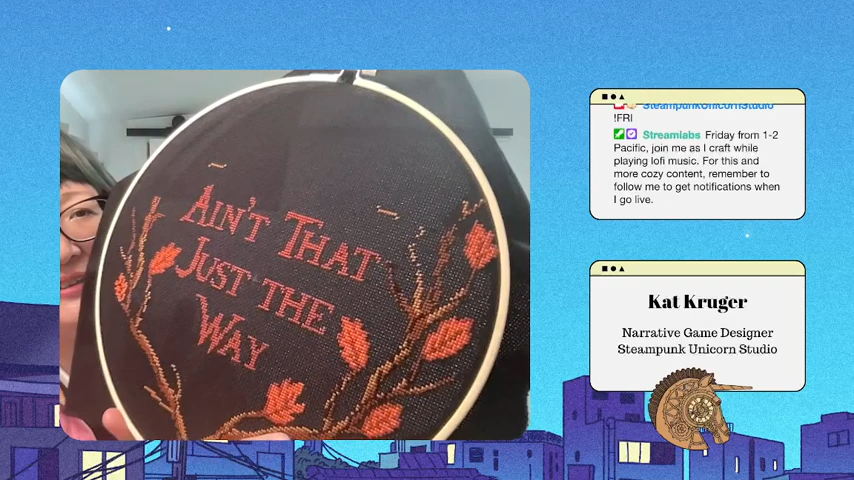 AIN'T THAT
JUST THE
WAY
SteampunkUnicornStudio
!FRI
Streamlabs Friday from 1-2
Pacific, join me as I craft while
playing lofi music. For this and
more cozy content, remember to
follow me to get notifications when
I go live.
Kat Kruger
Narrative Game Designer
Steampunk Unicorn Studio